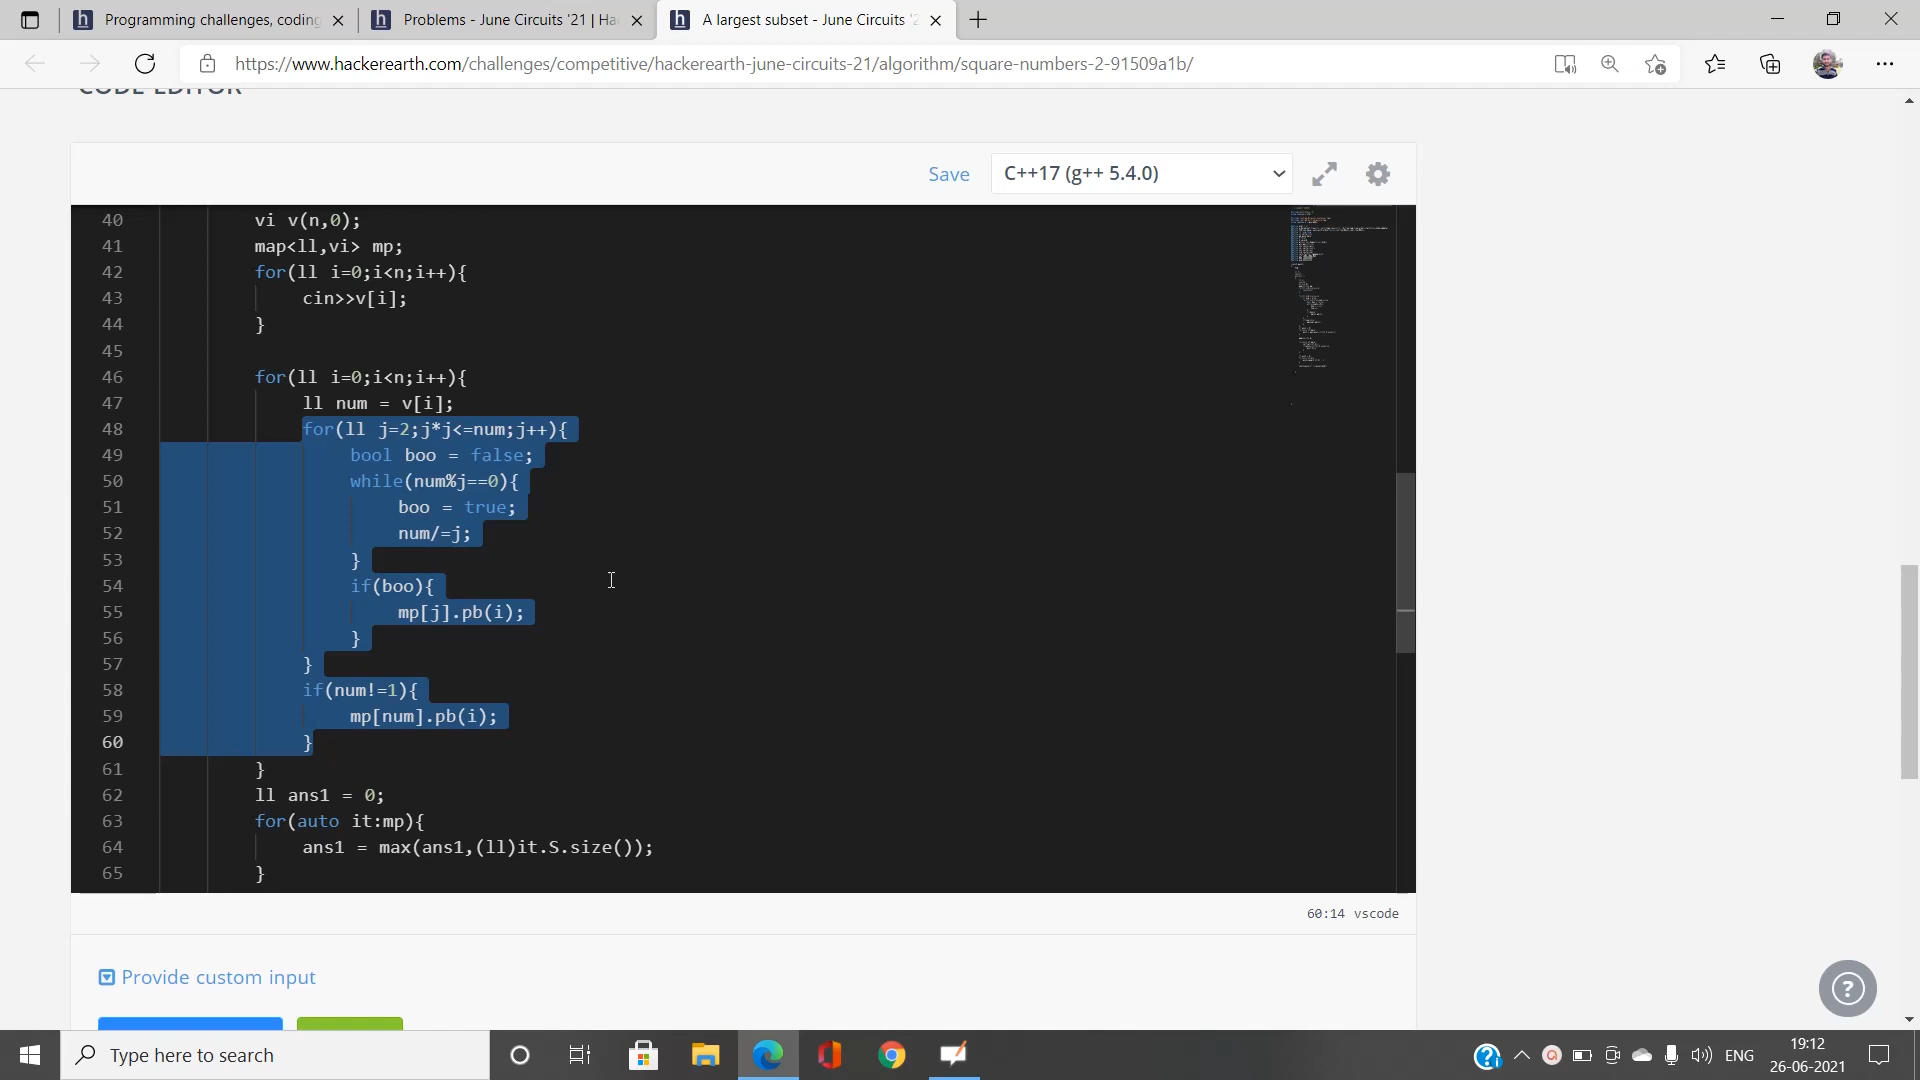 Programming challenges, coding
Problems - June Circuits '21 | Ha
A largest subset - June Circuits '2
https://www.hackerearth.com/challenges/competitive/hackerearth-june-circuits-21/algorithm/square-numbers-2-91509a1b/
CODE EDITOR
Save
C++17 (g++ 5.4.0)
40 vi v(n,0);
41 map<ll,vi> mp;
42 for(ll i=0;i<n;i++){
43 cin>>v[i];
44 }
45
46 for(ll i=0;i<n;i++){
47 ll num = v[i];
48 for(ll j=2;j*j<=num;j++){
49 bool boo = false;
50 while(num%j==0){
51 boo = true;
52 num/=j;
53 }
54 if(boo){
55 mp[j].pb(i);
56 }
57 }
58 if(num!=1){
59 mp[num].pb(i);
60 }
61 }
62 ll ans1 = 0;
63 for(auto it:mp){
64 ans1 = max(ans1,(ll)it.S.size());
65 }
60:14 vscode
Provide custom input
Type here to search
ENG
19:12
26-06-2021